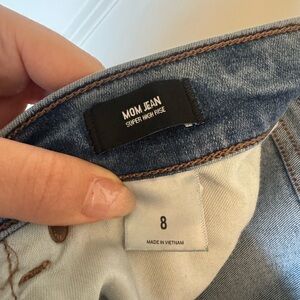 MOM JEAN
SUPER HIGH RISE
8
MADE IN VIETNAM